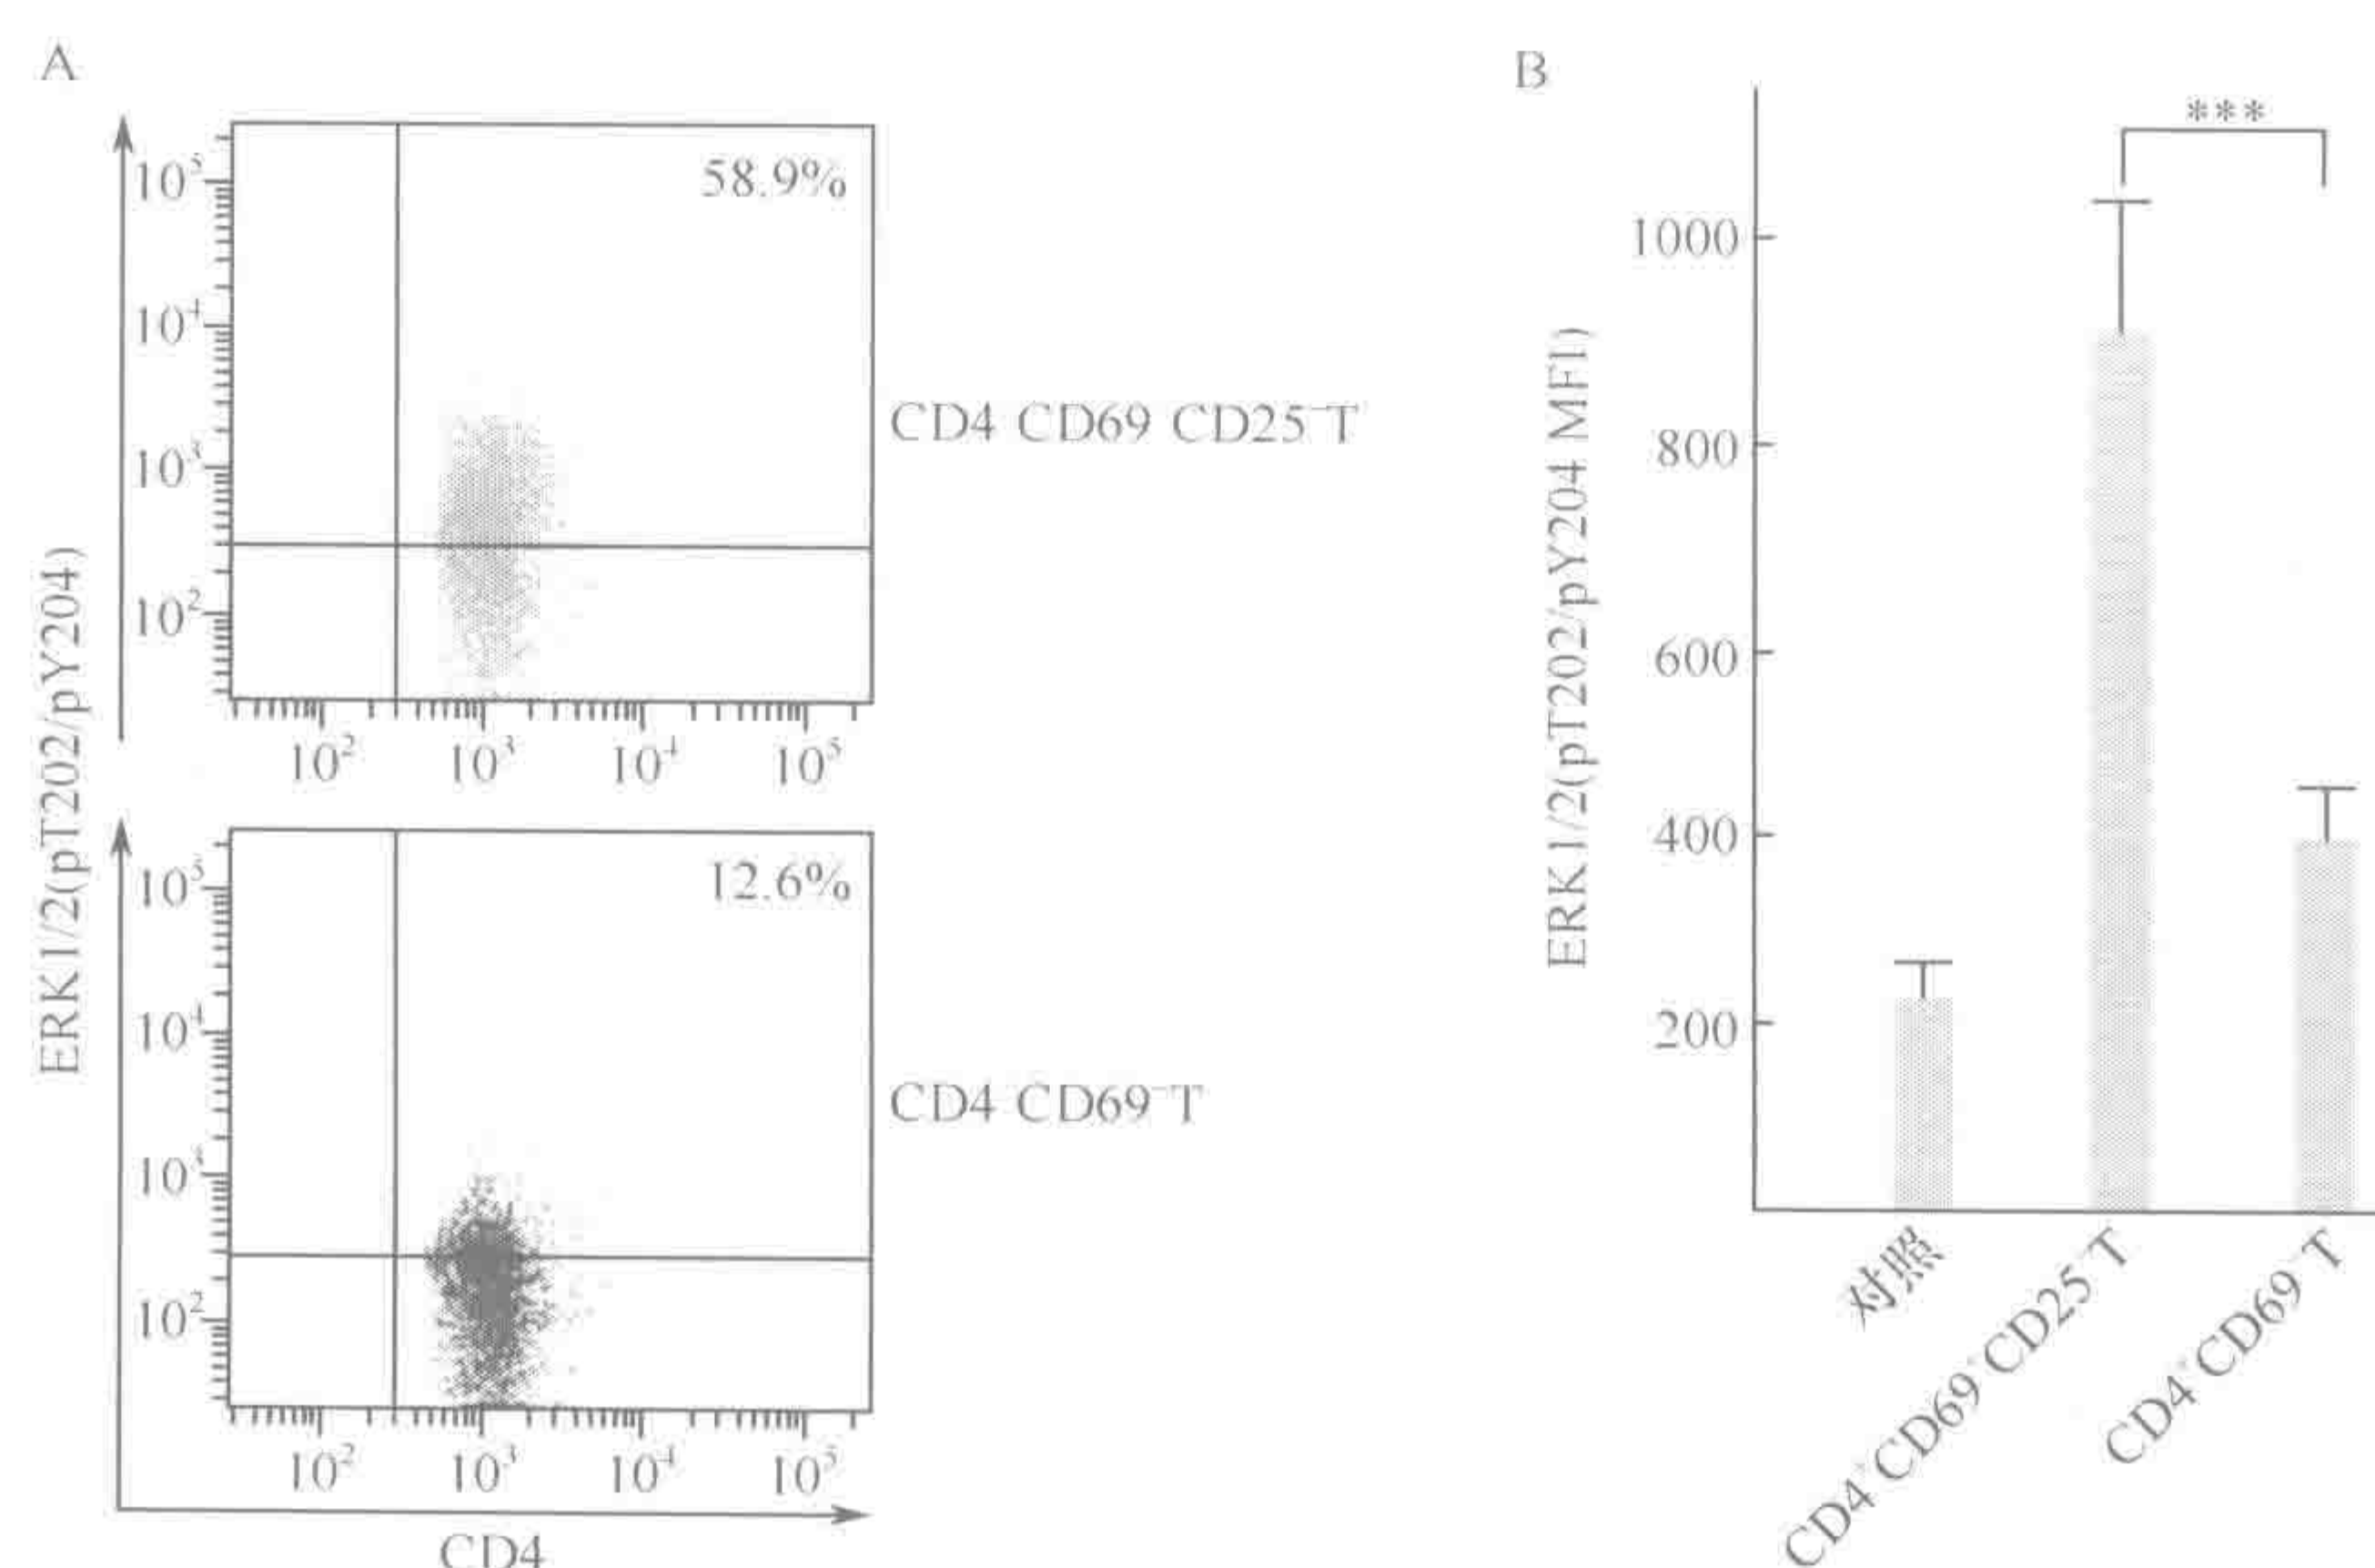 A
ERK1/2(pT202/pY204)
10⁵
10⁴
10³
10²
58.9%
CD4 CD69 CD25⁻T
10² 10³ 10⁴ 10⁵
10⁵
10⁴
10³
10²
12.6%
CD4 CD69⁻T
10² 10³ 10⁴ 10⁵
CD4
B
ERK1/2(pT202/pY204 MFI)
***
1000
800
600
400
200
对照
CD4⁺CD69⁺CD25⁻T
CD4⁺CD69⁻T